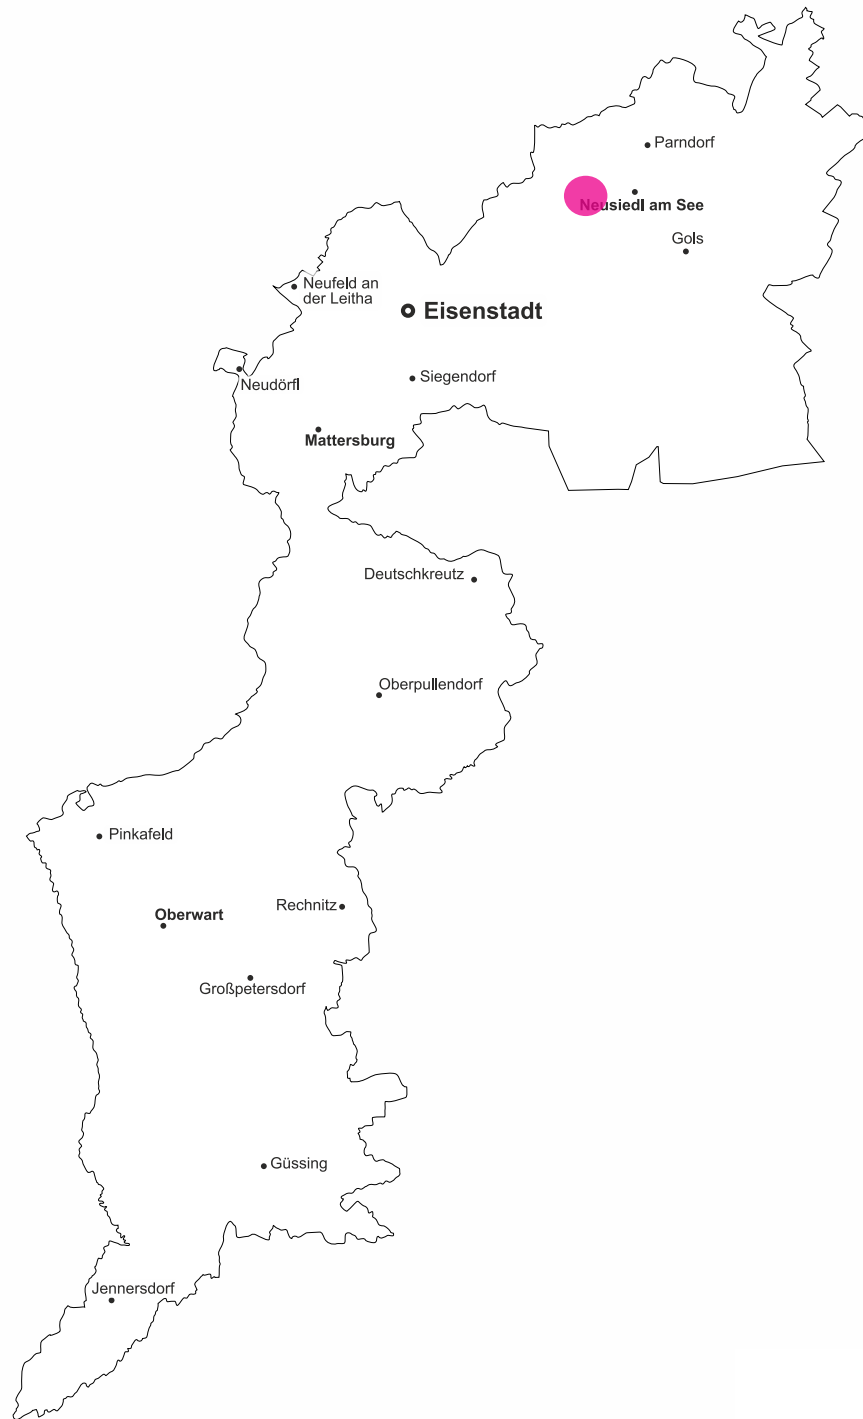 Parndorf
Neusiedl am See
Gols
Neufeld an
der Leitha
Eisenstadt
Neudörfl
Siegendorf
Mattersburg
Deutschkreutz
Oberpullendorf
Pinkafeld
Rechnitz
Oberwart
Großpetersdorf
Güssing
Jennersdorf